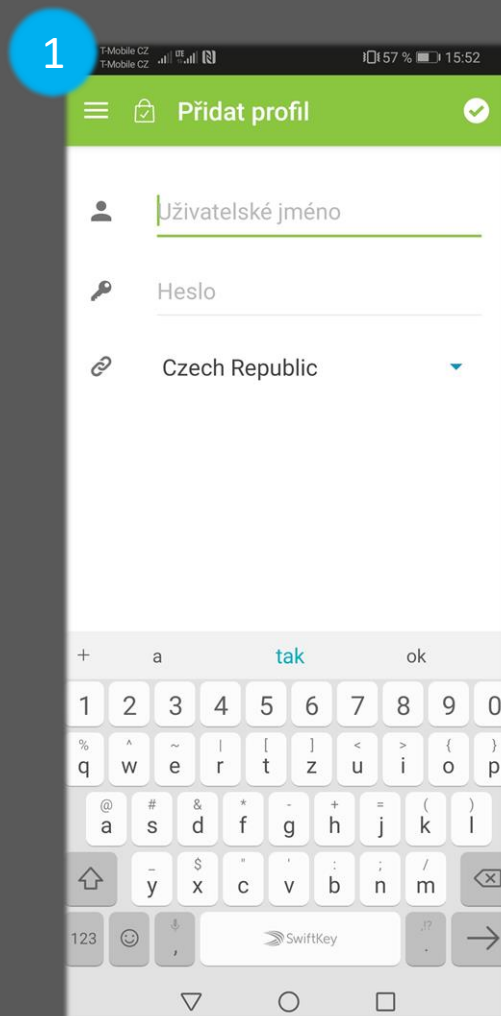 1
T-Mobile CZ
T-Mobile CZ
LTE
57 % 15:52
Přidat profil
Uživatelské jméno
Heslo
Czech Republic
+ a tak ok
1 2 3 4 5 6 7 8 9 0
% ^ ~ | [ ] < > { }
q w e r t z u i o p
@ # & * - + = ( )
a s d f g h j k l
_ $ " ' : ; /
y x c v b n m
,!?
123 , SwiftKey .